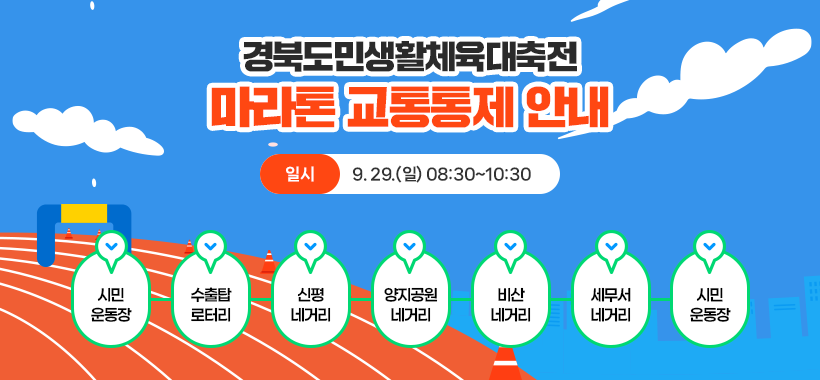 경북도민생활체육대축전
마라톤 교통통제 안내
일시 9. 29.(일) 08:30~10:30
시민
운동장
수출탑
로터리
신평
네거리
양지공원
네거리
비산
네거리
세무서
네거리
시민
운동장